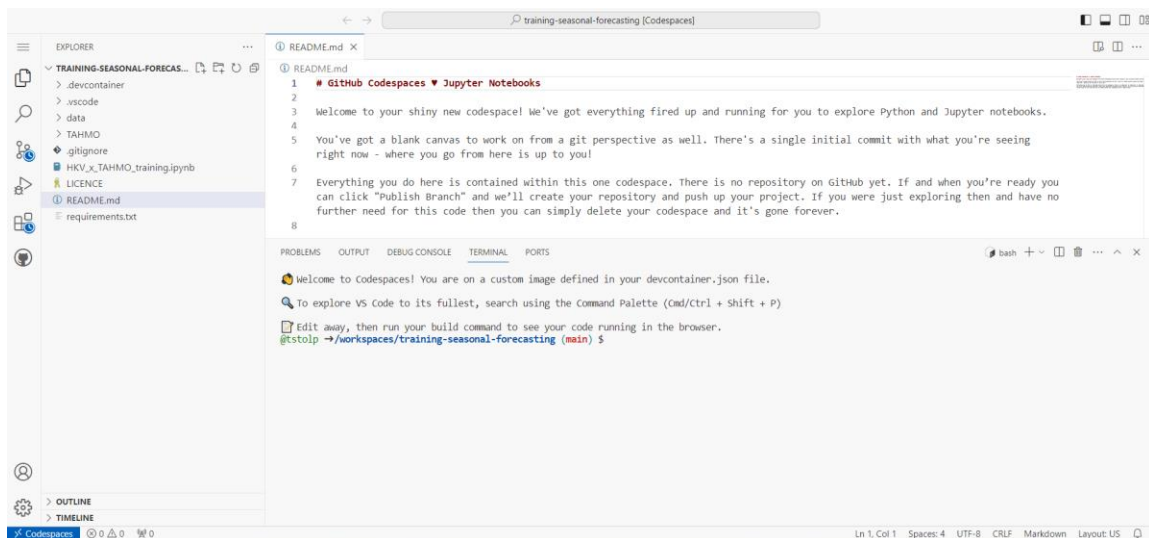 training-seasonal-forecasting [Codespaces]
EXPLORER
TRAINING-SEASONAL-FORECAS...
.devcontainer
.vscode
data
TAHMO
.gitignore
HKV_x_TAHMO_training.ipynb
LICENCE
README.md
requirements.txt
OUTLINE
TIMELINE
README.md
README.md
1 # GitHub Codespaces ♥ Jupyter Notebooks
2
3 Welcome to your shiny new codespace! We've got everything fired up and running for you to explore Python and Jupyter notebooks.
4
5 You've got a blank canvas to work on from a git perspective as well. There's a single initial commit with what you're seeing
right now - where you go from here is up to you!
6
7 Everything you do here is contained within this one codespace. There is no repository on GitHub yet. If and when you're ready you
can click "Publish Branch" and we'll create your repository and push up your project. If you were just exploring then and have no
further need for this code then you can simply delete your codespace and it's gone forever.
8
PROBLEMS OUTPUT DEBUG CONSOLE TERMINAL PORTS
bash
Welcome to Codespaces! You are on a custom image defined in your devcontainer.json file.
To explore VS Code to its fullest, search using the Command Palette (Cmd/Ctrl + Shift + P)
Edit away, then run your build command to see your code running in the browser.
@tstolp →/workspaces/training-seasonal-forecasting (main) $
Codespaces 0 0 0 Ln 1, Col 1 Spaces: 4 UTF-8 CRLF Markdown Layout: US